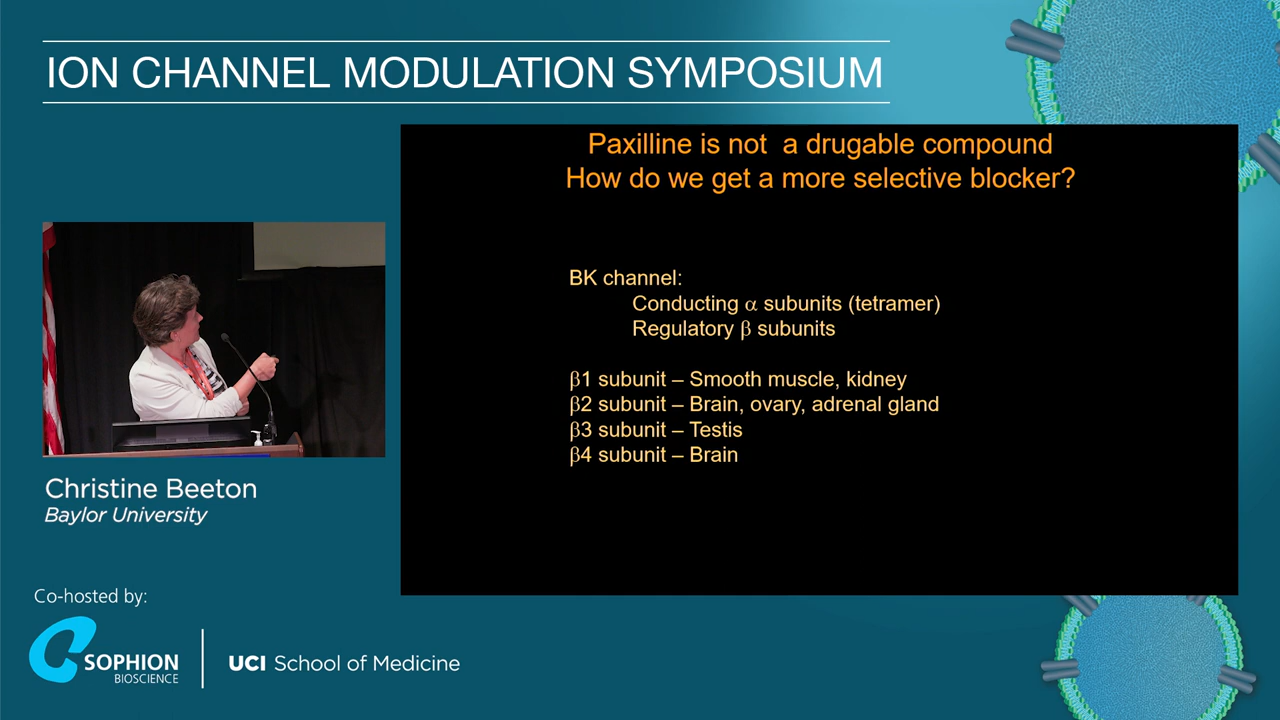 ION CHANNEL MODULATION SYMPOSIUM
Paxilline is not a drugable compound
How do we get a more selective blocker?
BK channel:
Conducting α subunits (tetramer)
Regulatory β subunits
β1 subunit – Smooth muscle, kidney
β2 subunit – Brain, ovary, adrenal gland
β3 subunit – Testis
β4 subunit – Brain
Christine Beeton
Baylor University
Co-hosted by:
SOPHION
BIOSCIENCE
UCI School of Medicine